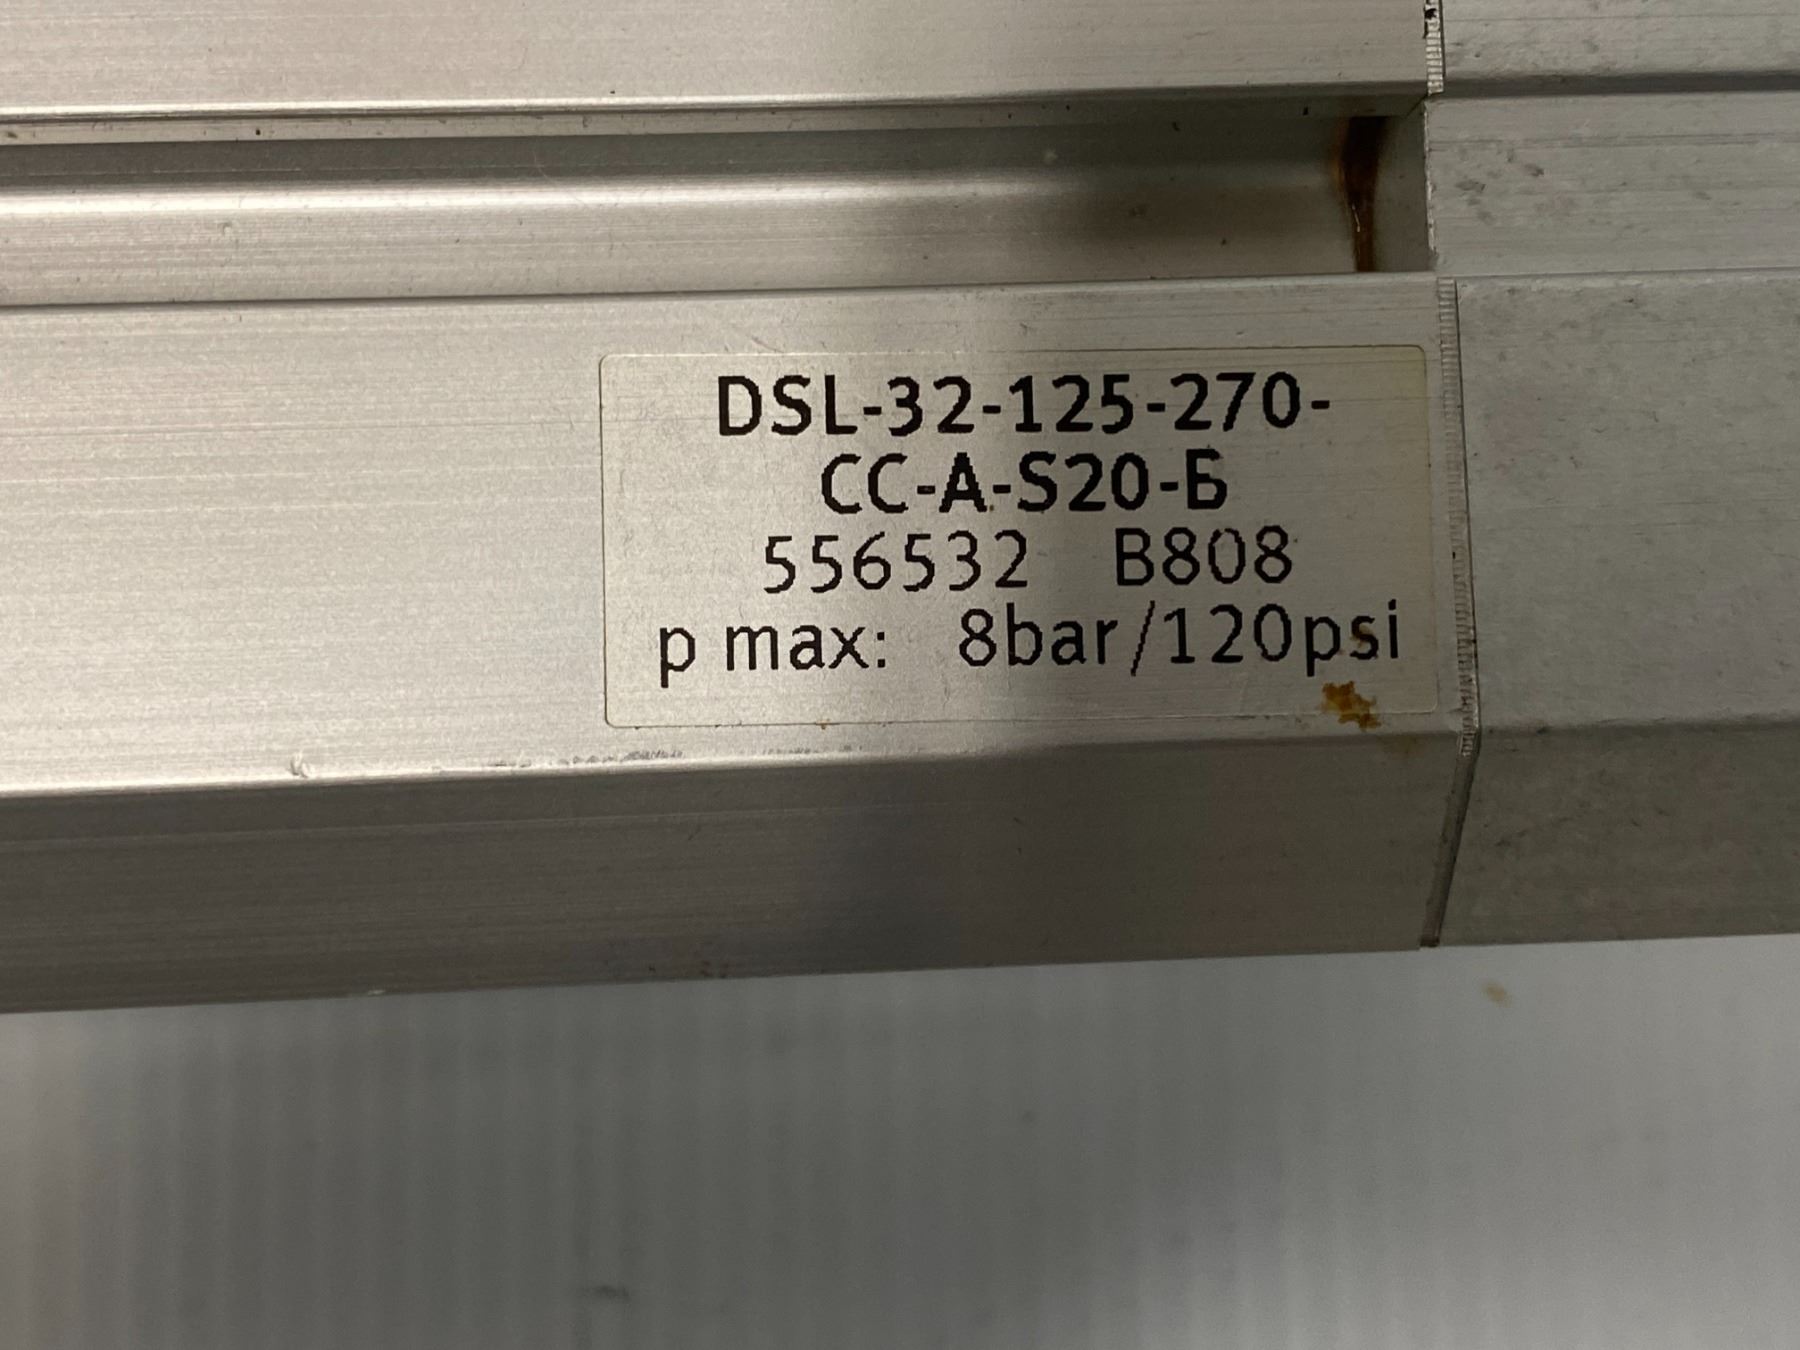 DSL-32-125-270-
CC-A-S20-Б
556532 B808
p max: 8bar/120psi